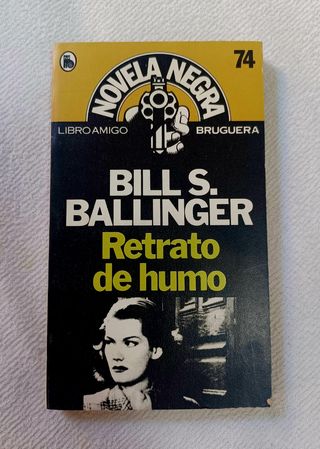 74
NOVELA NEGRA
LIBRO AMIGO BRUGUERA
BILL S.
BALLINGER
Retrato
de humo